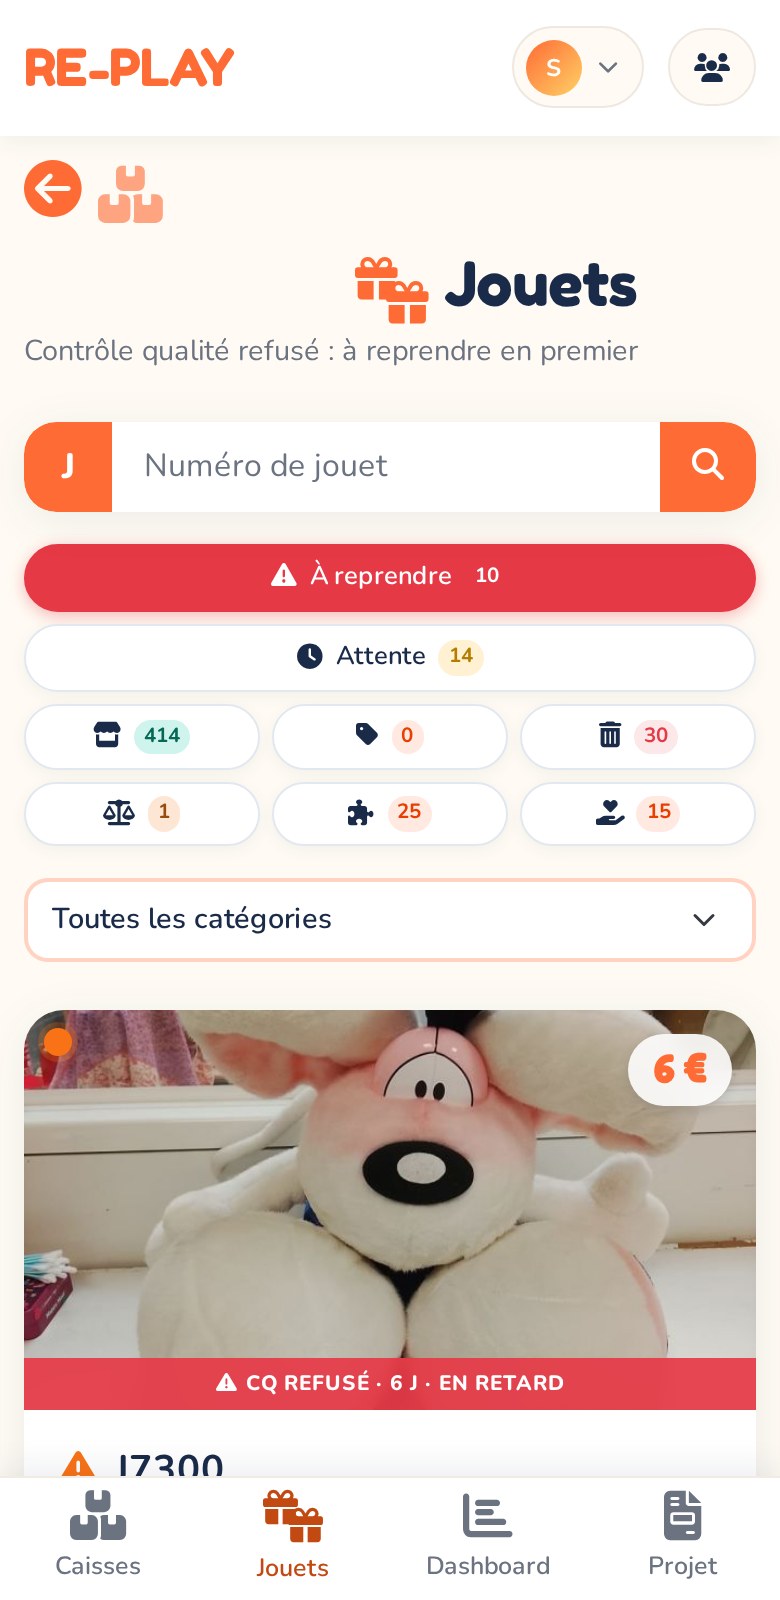 RE-PLAY
S
Jouets
Contrôle qualité refusé : à reprendre en premier
J
Numéro de jouet
À reprendre 10
Attente 14
414
0
30
1
25
15
Toutes les catégories
6 €
CQ REFUSÉ · 6 J · EN RETARD
J7300
Caisses
Jouets
Dashboard
Projet